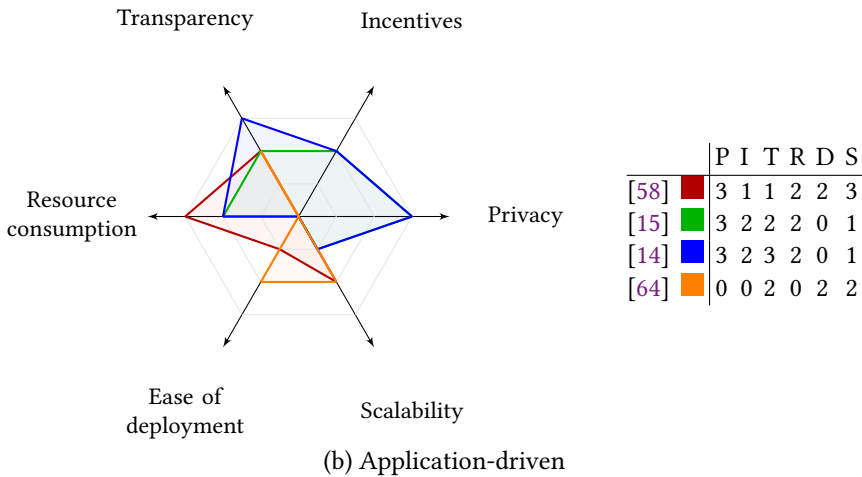 Transparency
Incentives
Resource
consumption
Privacy
Ease of
deployment
Scalability
P I T R D S
[58] 3 1 1 2 2 3
[15] 3 2 2 2 0 1
[14] 3 2 3 2 0 1
[64] 0 0 2 0 2 2
(b) Application-driven